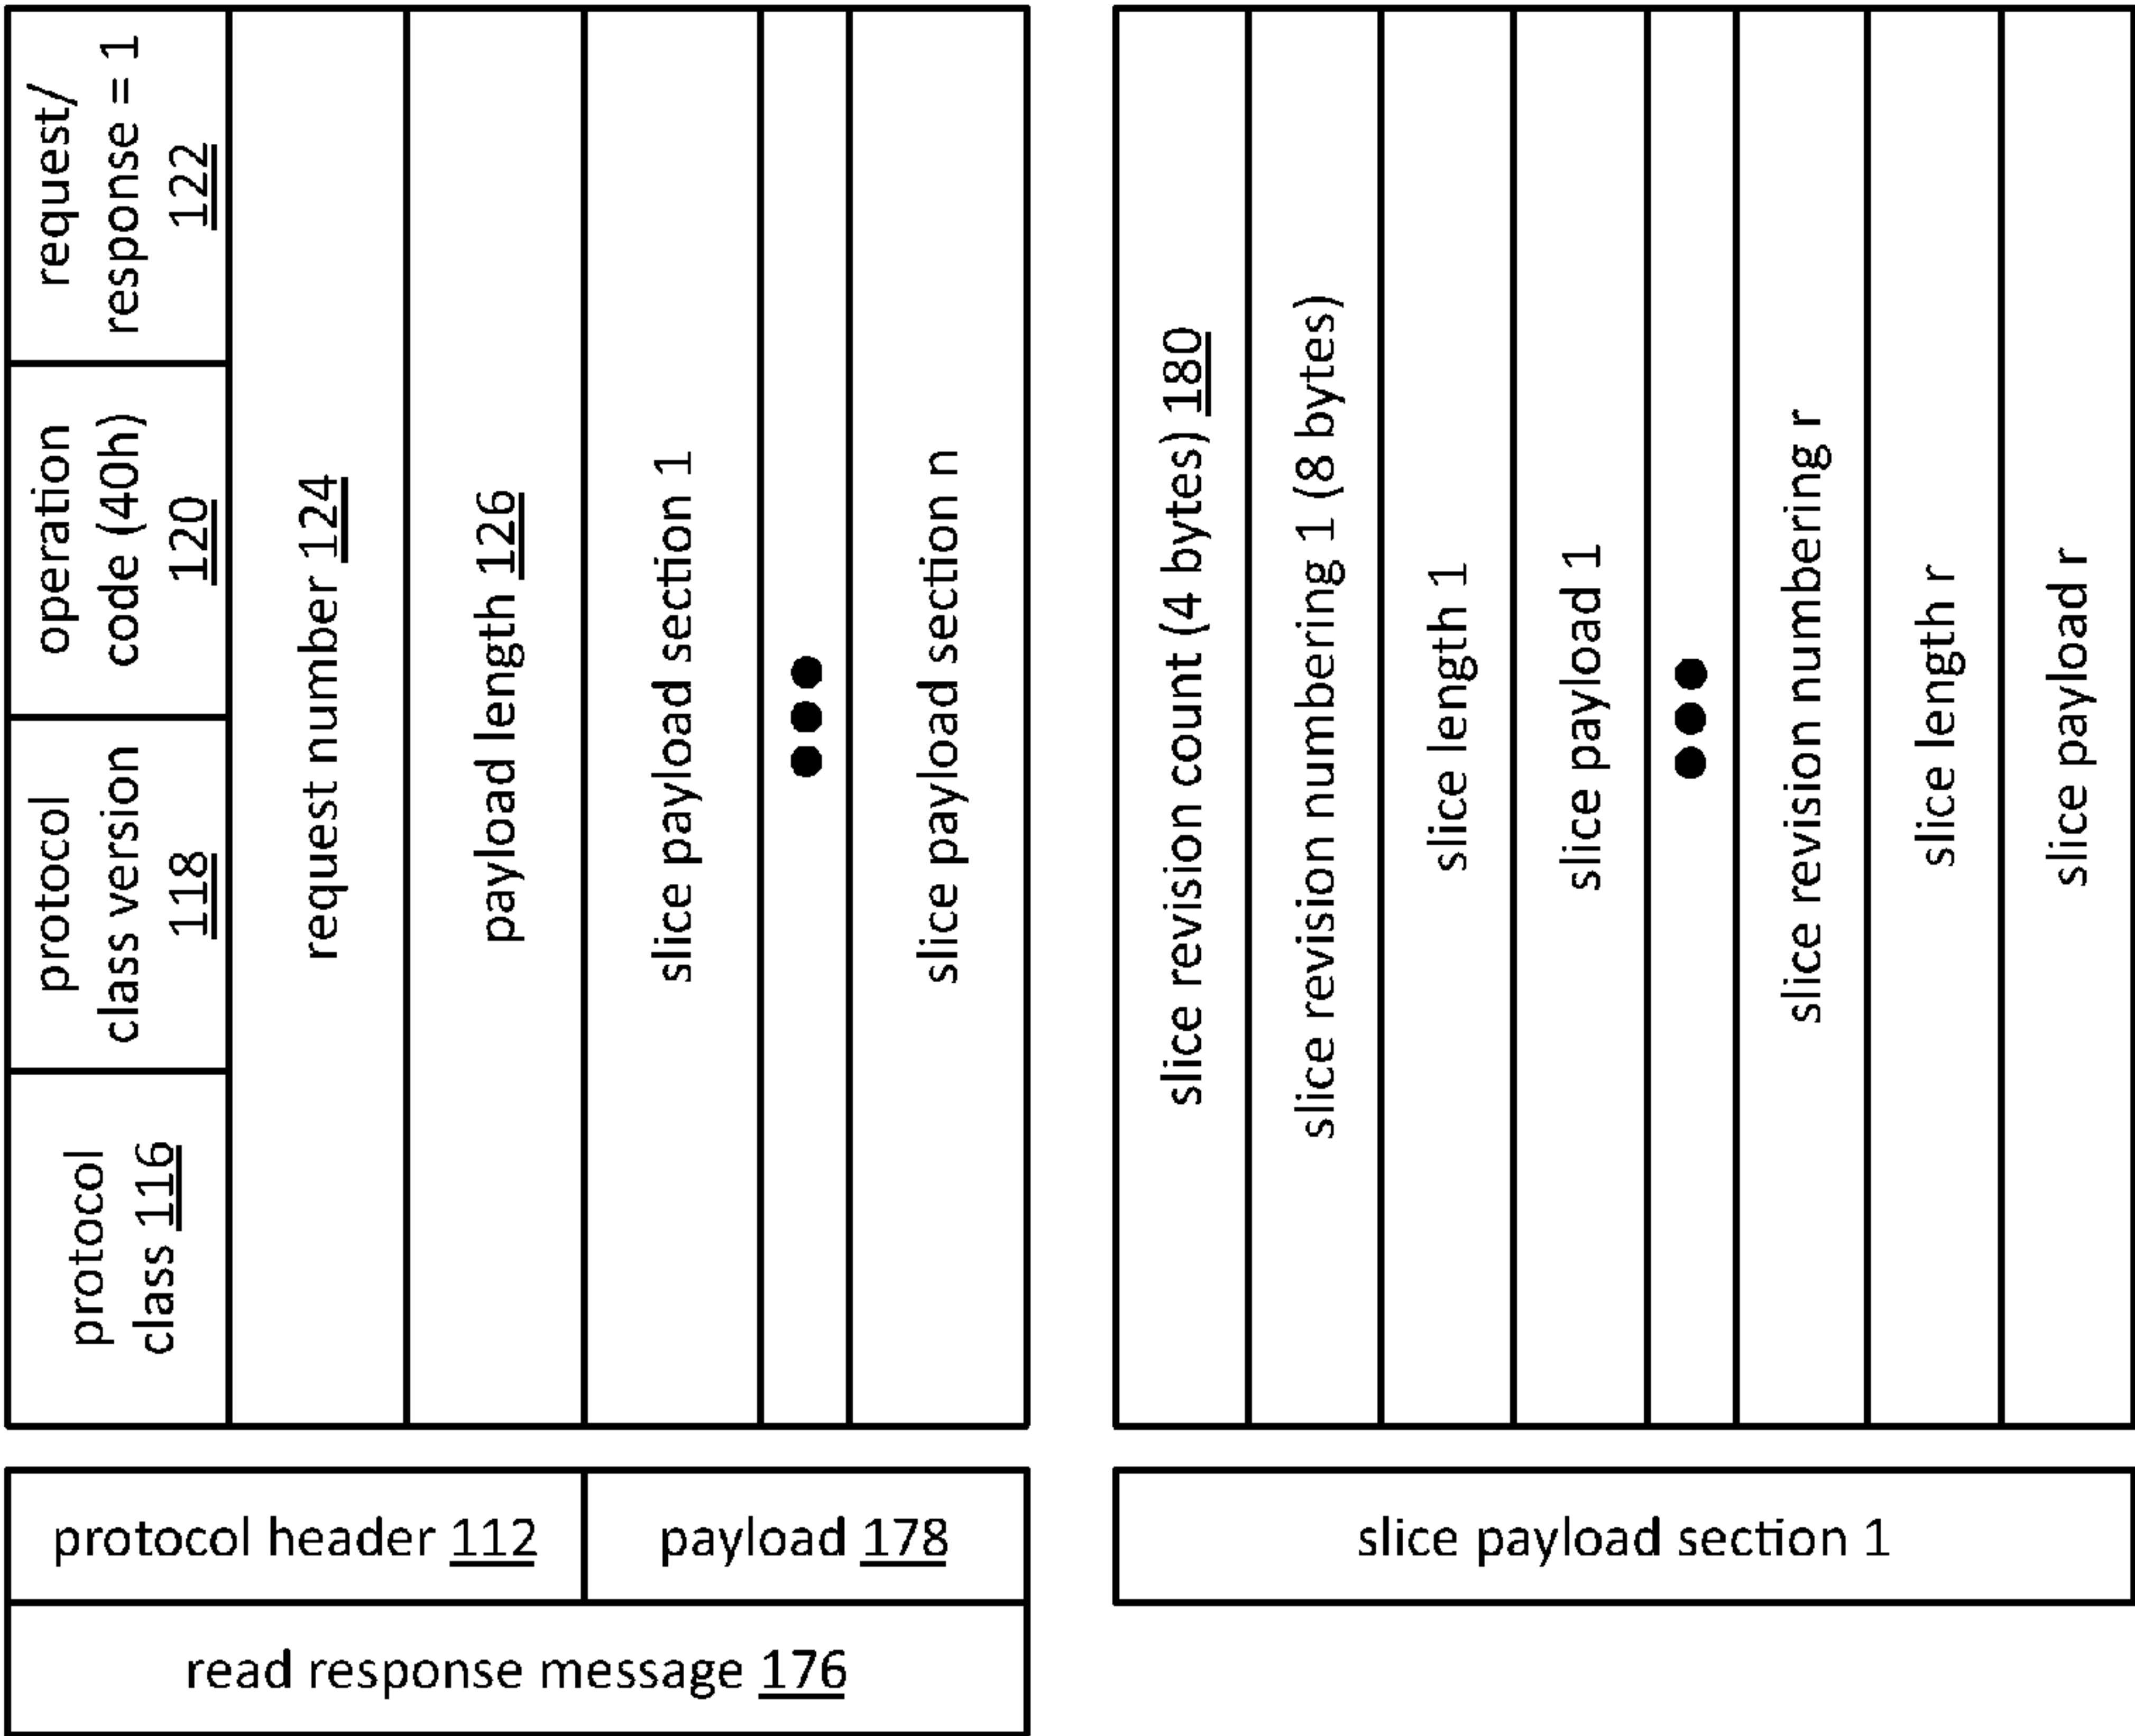 protocol
class 116
protocol
class version
118
operation
code (40h)
120
request/
response = 1
122
request number 124
payload length 126
slice payload section 1
slice payload section n
protocol header 112
payload 178
read response message 176
slice revision count (4 bytes) 180
slice revision numbering 1 (8 bytes)
slice length 1
slice payload 1
slice revision numbering r
slice length r
slice payload r
slice payload section 1